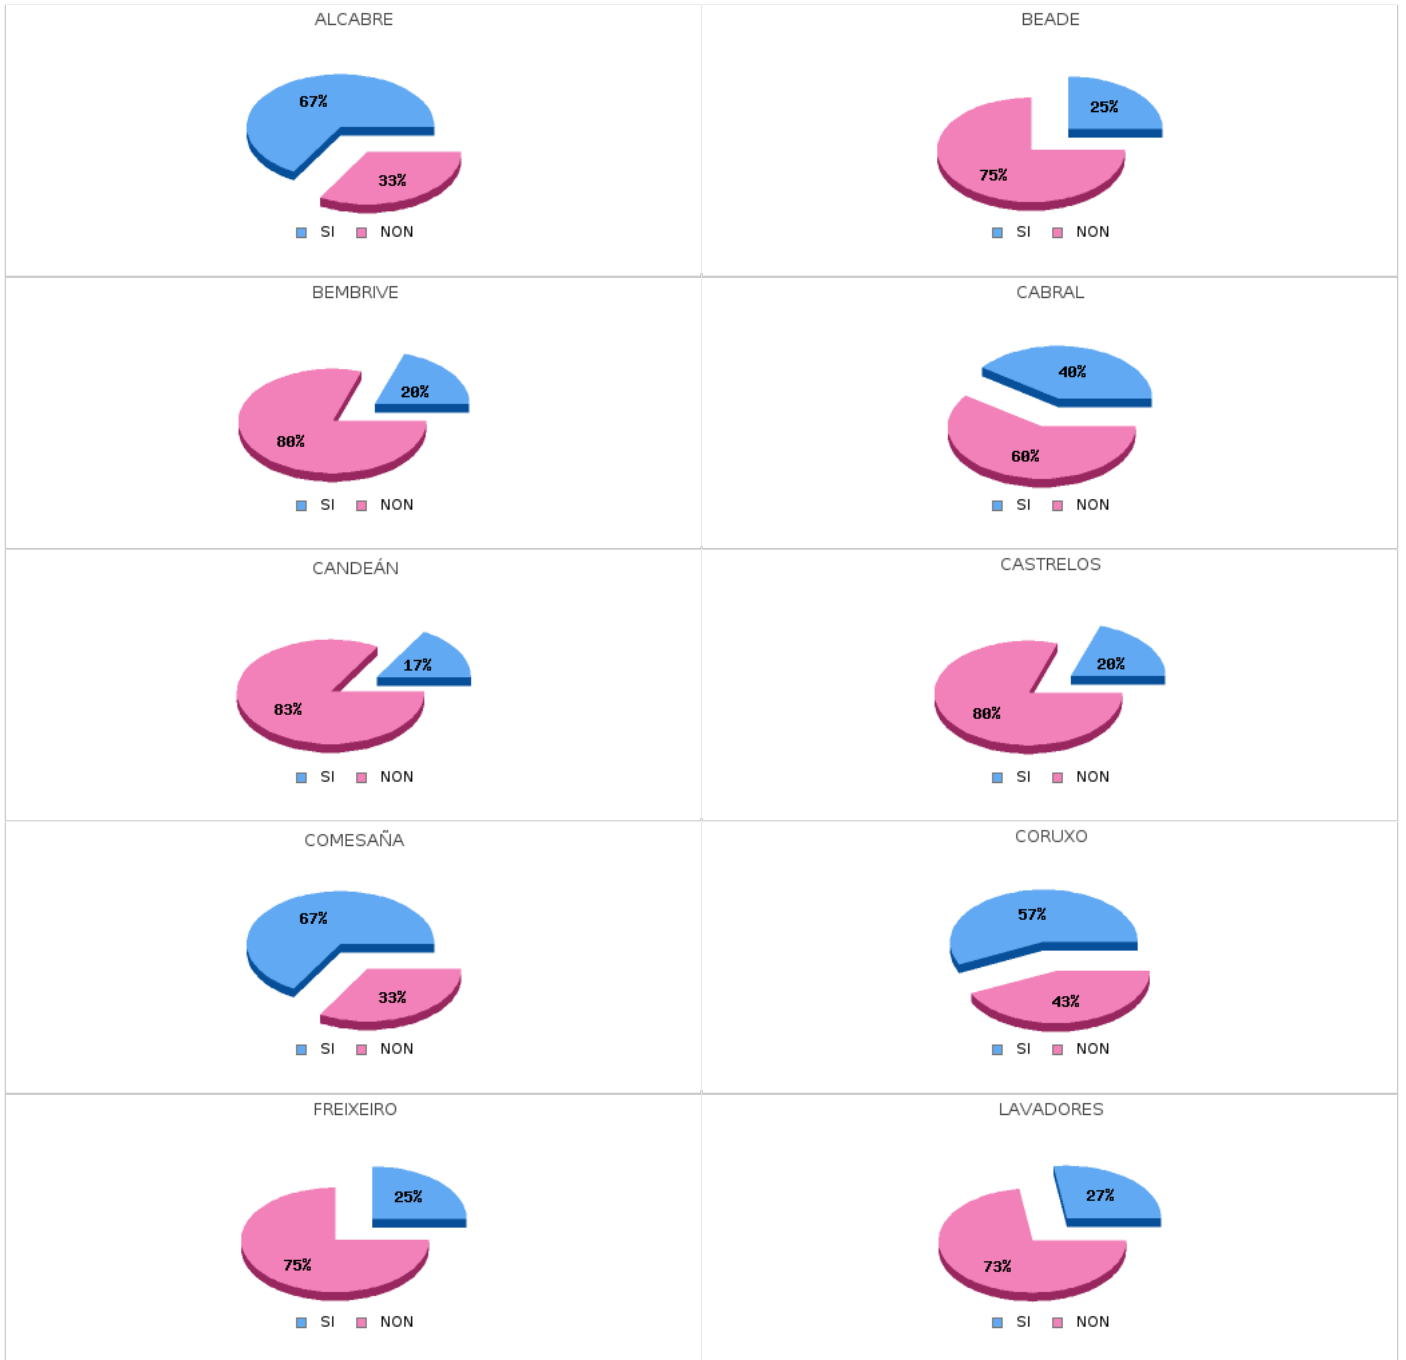 ALCABRE
67%
33%
SI NON
BEADE
25%
75%
SI NON
BEMBRIVE
20%
80%
SI NON
CABRAL
40%
60%
SI NON
CANDEÁN
17%
83%
SI NON
CASTRELOS
20%
80%
SI NON
COMESAÑA
67%
33%
SI NON
CORUXO
57%
43%
SI NON
FREIXEIRO
25%
75%
SI NON
LAVADORES
27%
73%
SI NON